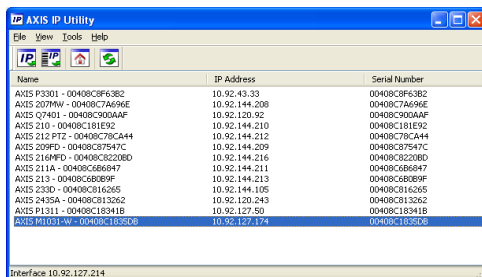 IP AXIS IP Utility
File View Tools Help
IP IP
Name IP Address Serial Number
AXIS P3301 - 00408C8F63B2 10.92.43.33 00408C8F63B2
AXIS 207MW - 00408C7A696E 10.92.144.208 00408C7A696E
AXIS Q7401 - 00408C900AAF 10.92.120.92 00408C900AAF
AXIS 210 - 00408C181E92 10.92.144.210 00408C181E92
AXIS 212 PTZ - 00408C78CA44 10.92.144.212 00408C78CA44
AXIS 209FD - 00408C87547C 10.92.144.209 00408C87547C
AXIS 216MFD - 00408C8220BD 10.92.144.216 00408C8220BD
AXIS 211A - 00408C6B6847 10.92.144.211 00408C6B6847
AXIS 213 - 00408C6B0B9F 10.92.144.213 00408C6B0B9F
AXIS 233D - 00408C816265 10.92.144.105 00408C816265
AXIS 243SA - 00408C813262 10.92.120.243 00408C813262
AXIS P1311 - 00408C18341B 10.92.127.50 00408C18341B
AXIS M1031-W - 00408C1835DB 10.92.127.174 00408C1835DB
Interface 10.92.127.214